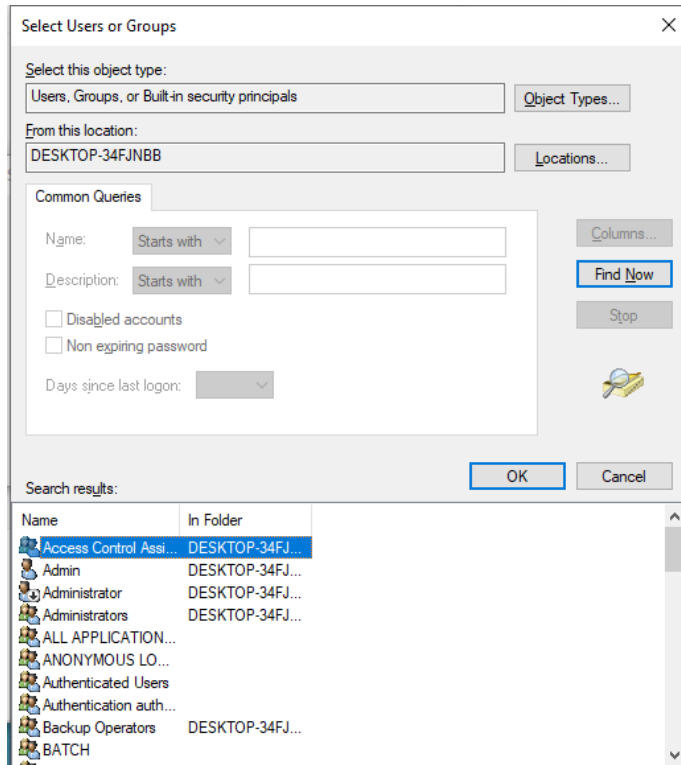 Select Users or Groups
Select this object type:
Users, Groups, or Built-in security principals
Object Types...
From this location:
DESKTOP-34FJNBB
Locations...
Common Queries
Name:
Starts with
Description:
Starts with
Disabled accounts
Non expiring password
Days since last logon:
Columns...
Find Now
Stop
OK
Cancel
Search results:
Name In Folder
Access Control Assi... DESKTOP-34FJ...
Admin DESKTOP-34FJ...
Administrator DESKTOP-34FJ...
Administrators DESKTOP-34FJ...
ALL APPLICATION...
ANONYMOUS LO...
Authenticated Users
Authentication auth...
Backup Operators DESKTOP-34FJ...
BATCH